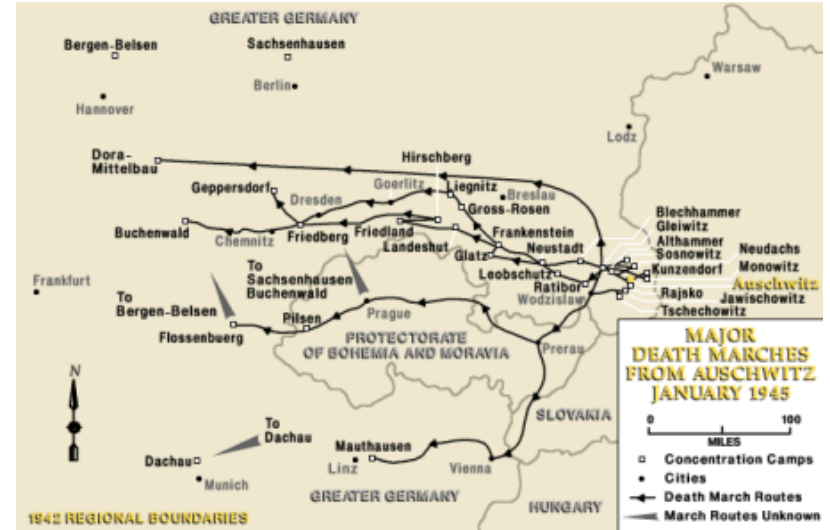 GREATER GERMANY
Bergen-Belsen
Sachsenhausen
Warsaw
Berlin
Hannover
Lodz
Dora-
Mittelbau
Hirschberg
Geppersdorf
Goerlitz
Liegnitz
Dresden
Breslau
Gross-Rosen
Buchenwald
Chemnitz
Friedberg
Friedland
Landeshut
Frankenstein
Glatz
Neustadt
Leobschutz
Ratibor
Wodzislaw
Blechhammer
Gleiwitz
Althammer
Sosnowitz
Neudachs
Kunzendorf
Monowitz
Auschwitz
Rajsko
Jawischowitz
Tschechowitz
Frankfurt
To
Sachsenhausen
Buchenwald
To
Bergen-Belsen
Flossenbuerg
Pilsen
Prague
PROTECTORATE
OF BOHEMIA AND MORAVIA
Prerau
SLOVAKIA
N
To
Dachau
Dachau
Munich
Mauthausen
Linz
Vienna
GREATER GERMANY
HUNGARY
1942 REGIONAL BOUNDARIES
MAJOR
DEATH MARCHES
FROM AUSCHWITZ
JANUARY 1945
0 100
MILES
Concentration Camps
Cities
Death March Routes
March Routes Unknown